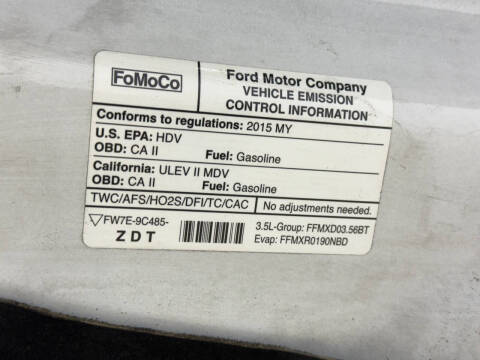 FoMoCo
Ford Motor Company
VEHICLE EMISSION
CONTROL INFORMATION
Conforms to regulations: 2015 MY
U.S. EPA: HDV
OBD: CA II Fuel: Gasoline
California: ULEV II MDV
OBD: CA II Fuel: Gasoline
TWC/AFS/HO2S/DFI/TC/CAC No adjustments needed.
FW7E-9C485-
ZDT
3.5L-Group: FFMXD03.56BT
Evap: FFMXR0190NBD